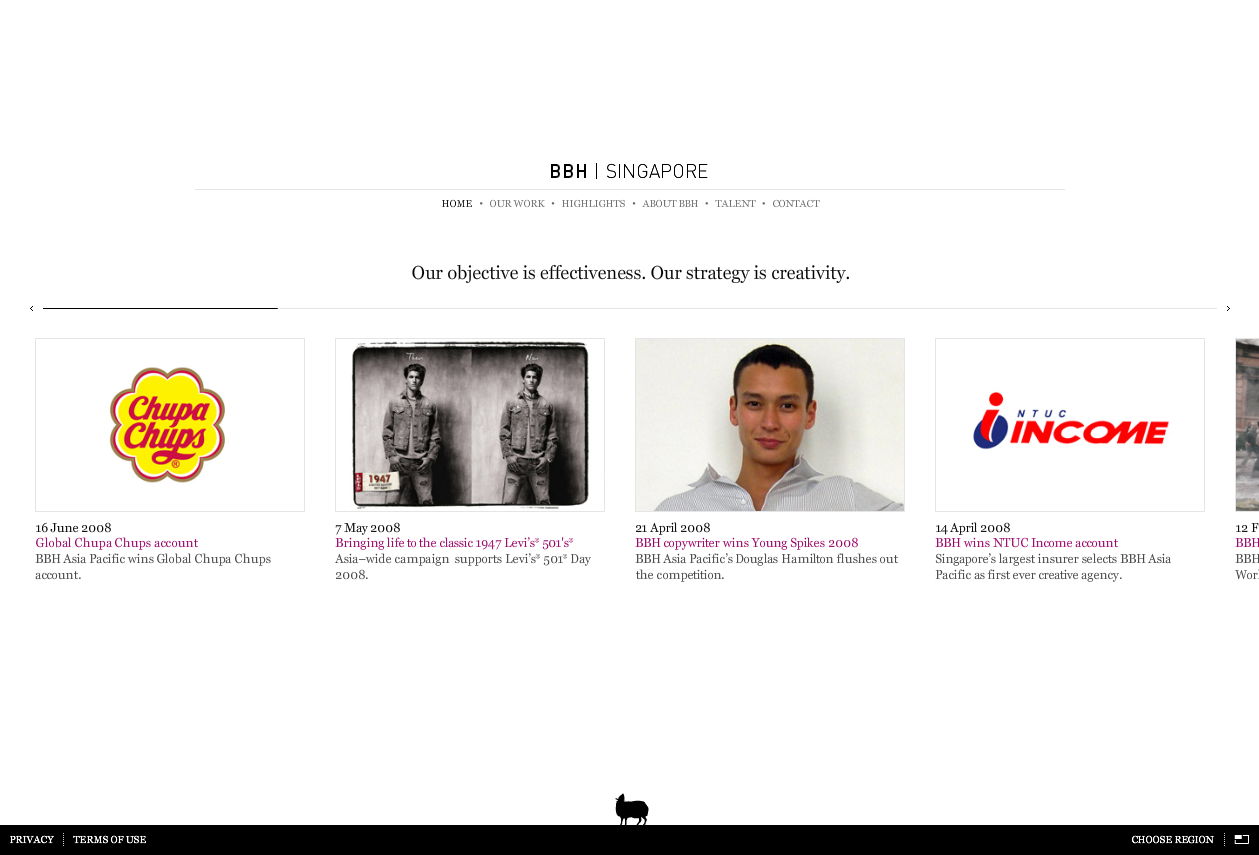 BBH | SINGAPORE
HOME • OUR WORK • HIGHLIGHTS • ABOUT BBH • TALENT • CONTACT
Our objective is effectiveness. Our strategy is creativity.
Chupa
Chups
®
Then Now
1947
NTUC
INCOME
16 June 2008
Global Chupa Chups account
BBH Asia Pacific wins Global Chupa Chups
account.
7 May 2008
Bringing life to the classic 1947 Levi's® 501's®
Asia–wide campaign supports Levi's® 501® Day
2008.
21 April 2008
BBH copywriter wins Young Spikes 2008
BBH Asia Pacific's Douglas Hamilton flushes out
the competition.
14 April 2008
BBH wins NTUC Income account
Singapore's largest insurer selects BBH Asia
Pacific as first ever creative agency.
12 F
BBH
BBH
Worl
PRIVACY TERMS OF USE
CHOOSE REGION